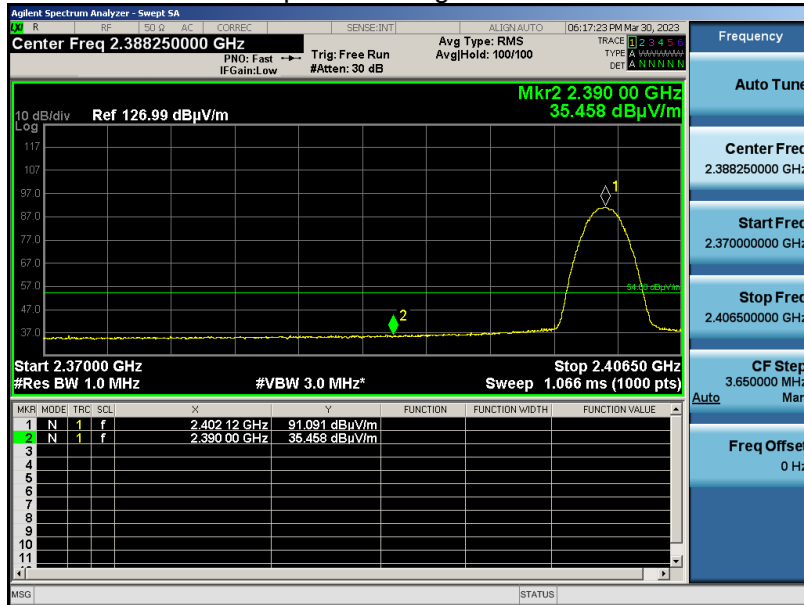 Agilent Spectrum Analyzer - Swept SA
LXI R RF 50 Ω AC CORREC SENSE:INT ALIGN AUTO 06:17:23 PM Mar 30, 2023
Center Freq 2.388250000 GHz
PNO: Fast
IFGain:Low
Trig: Free Run
#Atten: 30 dB
Avg Type: RMS
Avg|Hold: 100/100
TRACE 1 2 3 4 5 6
TYPE A
DET A N N N N N
Mkr2 2.390 00 GHz
35.458 dBµV/m
10 dB/div Ref 126.99 dBµV/m
Log
117
107
97.0
87.0
77.0
67.0
57.0
47.0
37.0
1
2
54.00 dBµV/m
Start 2.37000 GHz Stop 2.40650 GHz
#Res BW 1.0 MHz #VBW 3.0 MHz* Sweep 1.066 ms (1000 pts)
MKR MODE TRC SCL X Y FUNCTION FUNCTION WIDTH FUNCTION VALUE
1 N 1 f 2.402 12 GHz 91.091 dBµV/m
2 N 1 f 2.390 00 GHz 35.458 dBµV/m
3
4
5
6
7
8
9
10
11
MSG STATUS
Frequency
Auto Tune
Center Freq
2.388250000 GHz
Start Freq
2.370000000 GHz
Stop Freq
2.406500000 GHz
CF Step
3.650000 MHz
Auto Man
Freq Offset
0 Hz